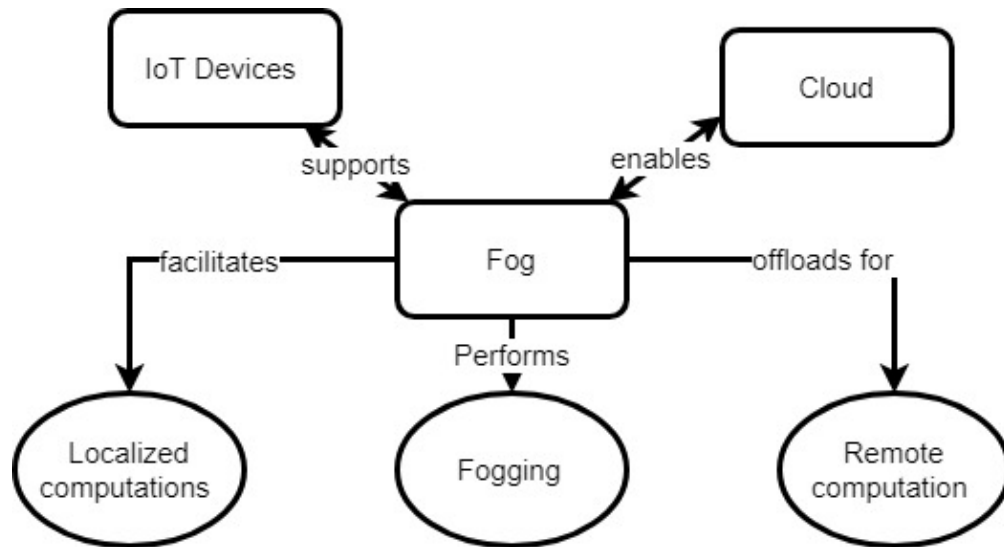 IoT Devices
Cloud
supports
enables
Fog
facilitates
offloads for
Performs
Localized
computations
Fogging
Remote
computation